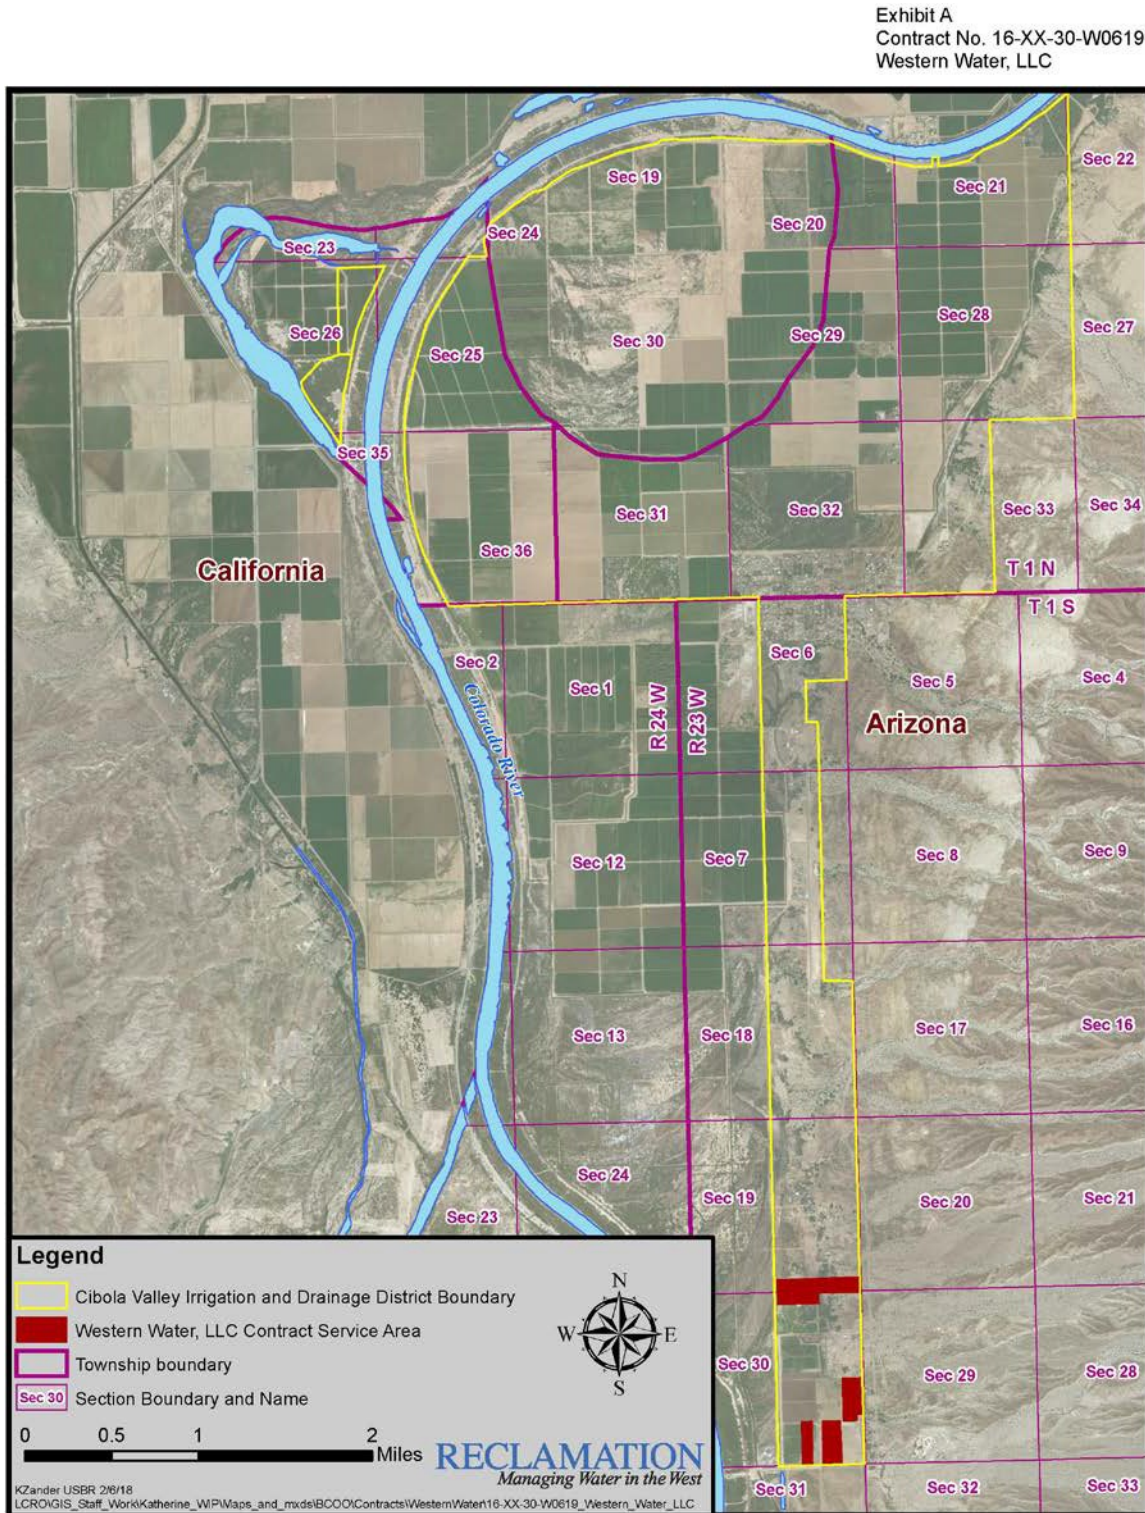 Exhibit A
Contract No. 16-XX-30-W0619
Western Water, LLC
Sec 22
Sec 19
Sec 21
Sec 20
Sec 24
Sec 23
Sec 28
Sec 27
Sec 26
Sec 29
Sec 30
Sec 25
Sec 35
Sec 34
Sec 33
Sec 32
Sec 31
Sec 36
California
T 1 N
T 1 S
Sec 6
Sec 2
Sec 1
Sec 5
Sec 4
R 24 W
R 23 W
Arizona
Colorado River
Sec 12
Sec 7
Sec 8
Sec 9
Sec 13
Sec 18
Sec 17
Sec 16
Sec 24
Sec 19
Sec 20
Sec 21
Sec 23
Sec 30
Sec 29
Sec 28
Sec 31
Sec 32
Sec 33
Legend
Cibola Valley Irrigation and Drainage District Boundary
Western Water, LLC Contract Service Area
Township boundary
Sec 30 Section Boundary and Name
N
W E
S
0 0.5 1 2
Miles
RECLAMATION
Managing Water in the West
KZander USBR 2/6/18
LCRO\GIS_Staff_Work\Katherine_WIP\Maps_and_mxds\BCOO\Contracts\WesternWater\16-XX-30-W0619_Western_Water_LLC